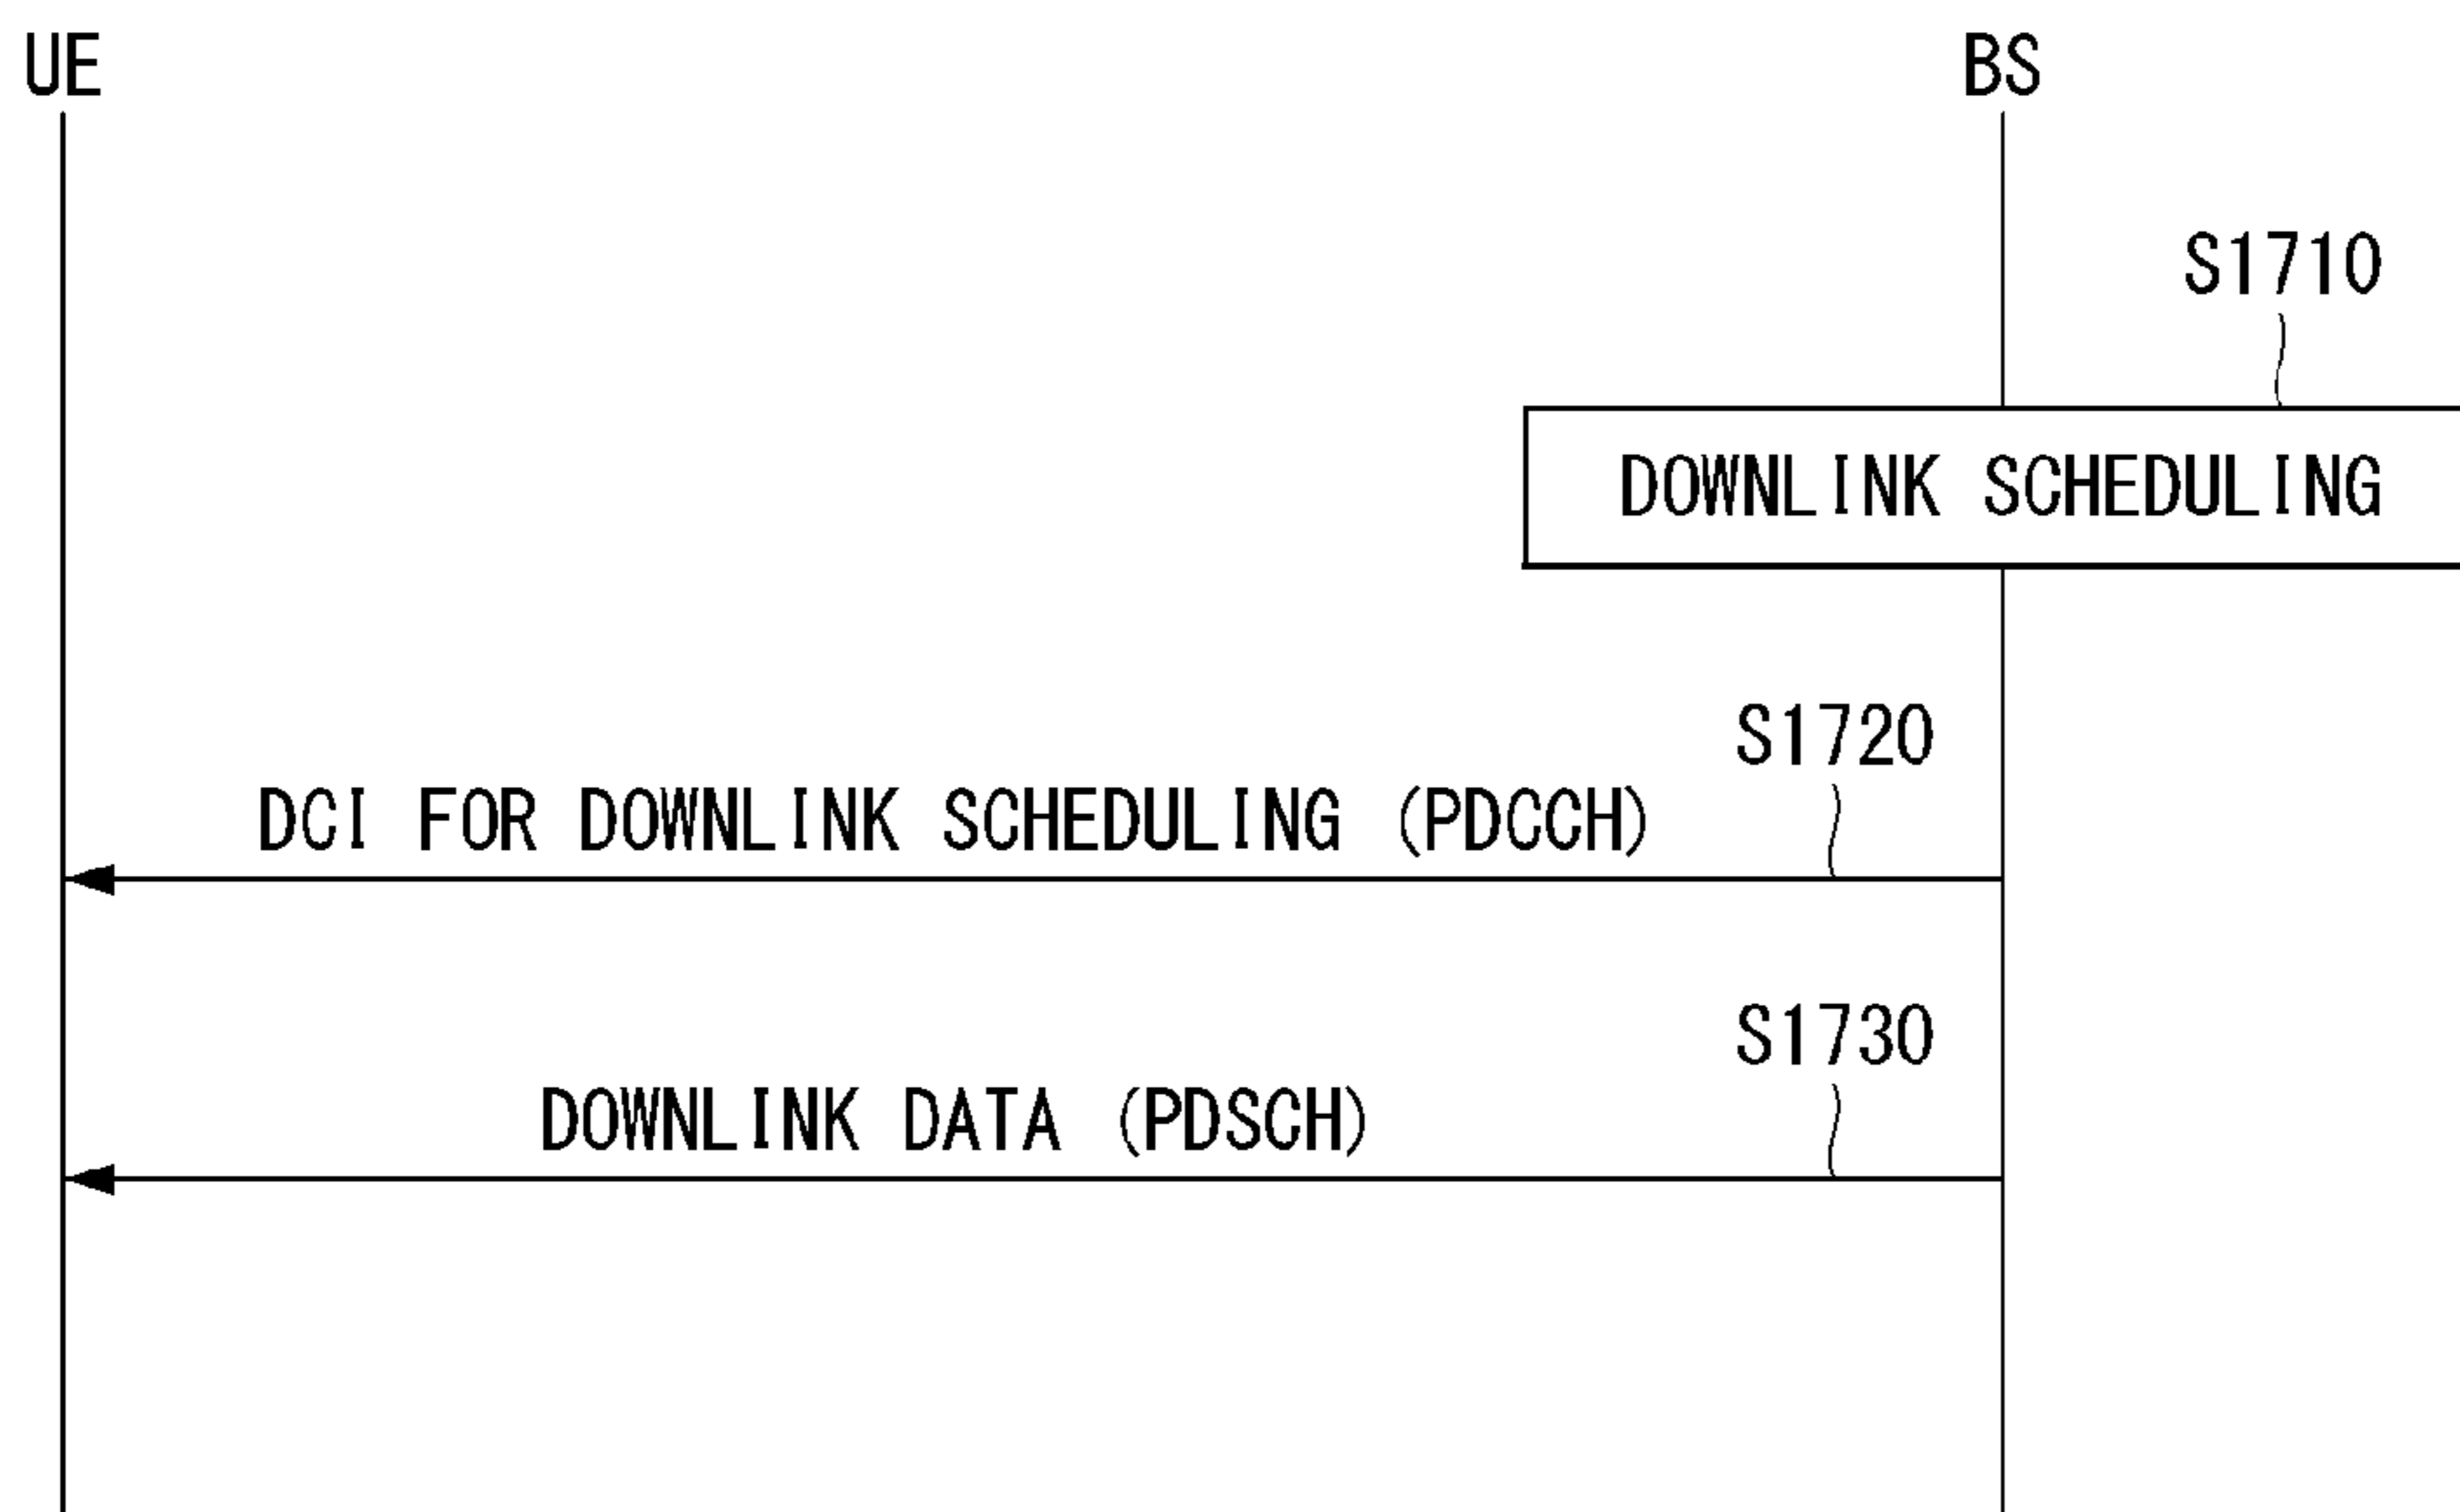 UE
BS
S1710
DOWNLINK SCHEDULING
S1720
DCI FOR DOWNLINK SCHEDULING (PDCCH)
S1730
DOWNLINK DATA (PDSCH)